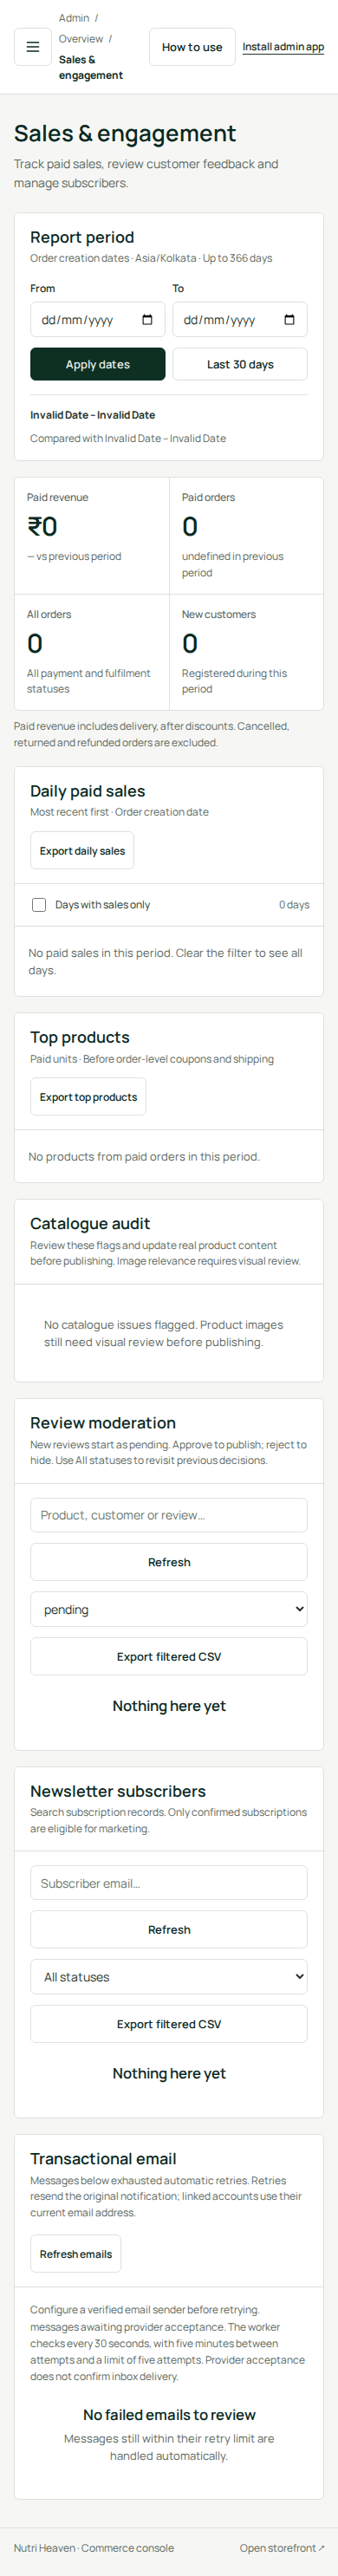 Admin /
Overview /
Sales &
engagement
How to use
Install admin app
Sales & engagement
Track paid sales, review customer feedback and
manage subscribers.
Report period
Order creation dates · Asia/Kolkata · Up to 366 days
From To
dd/mm/yyyy dd/mm/yyyy
Apply dates Last 30 days
Invalid Date – Invalid Date
Compared with Invalid Date – Invalid Date
Paid revenue
₹0
— vs previous period
Paid orders
0
undefined in previous
period
All orders
0
All payment and fulfilment
statuses
New customers
0
Registered during this
period
Paid revenue includes delivery, after discounts. Cancelled,
returned and refunded orders are excluded.
Daily paid sales
Most recent first · Order creation date
Export daily sales
Days with sales only 0 days
No paid sales in this period. Clear the filter to see all
days.
Top products
Paid units · Before order-level coupons and shipping
Export top products
No products from paid orders in this period.
Catalogue audit
Review these flags and update real product content
before publishing. Image relevance requires visual review.
No catalogue issues flagged. Product images
still need visual review before publishing.
Review moderation
New reviews start as pending. Approve to publish; reject to
hide. Use All statuses to revisit previous decisions.
Product, customer or review...
Refresh
pending
Export filtered CSV
Nothing here yet
Newsletter subscribers
Search subscription records. Only confirmed subscriptions
are eligible for marketing.
Subscriber email...
Refresh
All statuses
Export filtered CSV
Nothing here yet
Transactional email
Messages below exhausted automatic retries. Retries
resend the original notification; linked accounts use their
current email address.
Refresh emails
Configure a verified email sender before retrying.
messages awaiting provider acceptance. The worker
checks every 30 seconds, with five minutes between
attempts and a limit of five attempts. Provider acceptance
does not confirm inbox delivery.
No failed emails to review
Messages still within their retry limit are
handled automatically.
Nutri Heaven · Commerce console
Open storefront ↗